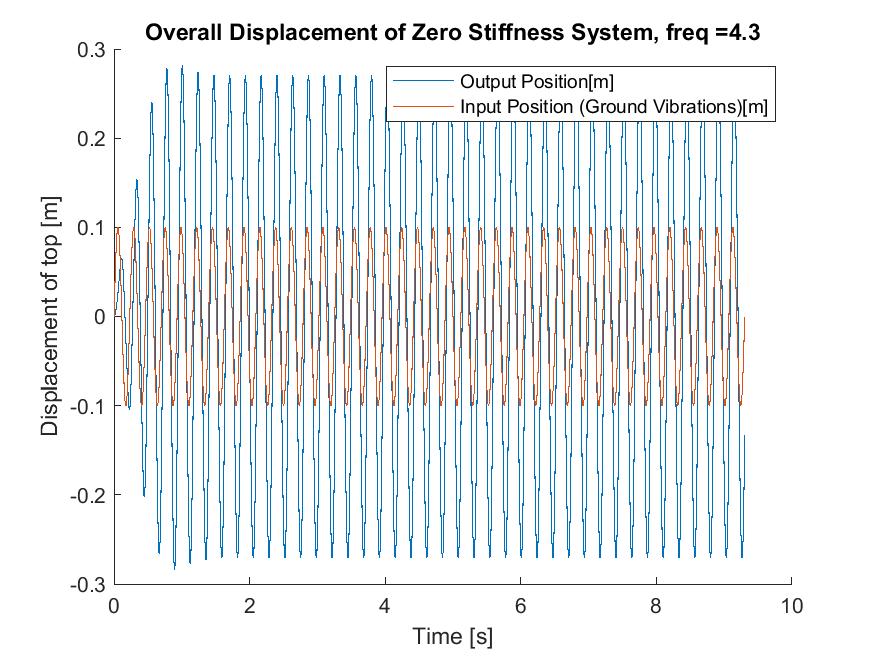 Overall Displacement of Zero Stiffness System, freq =4.3
0.3
Output Position[m]
Input Position (Ground Vibrations)[m]
0.2
0.1
0
-0.1
-0.2
-0.3
Displacement of top [m]
0 2 4 6 8 10
Time [s]